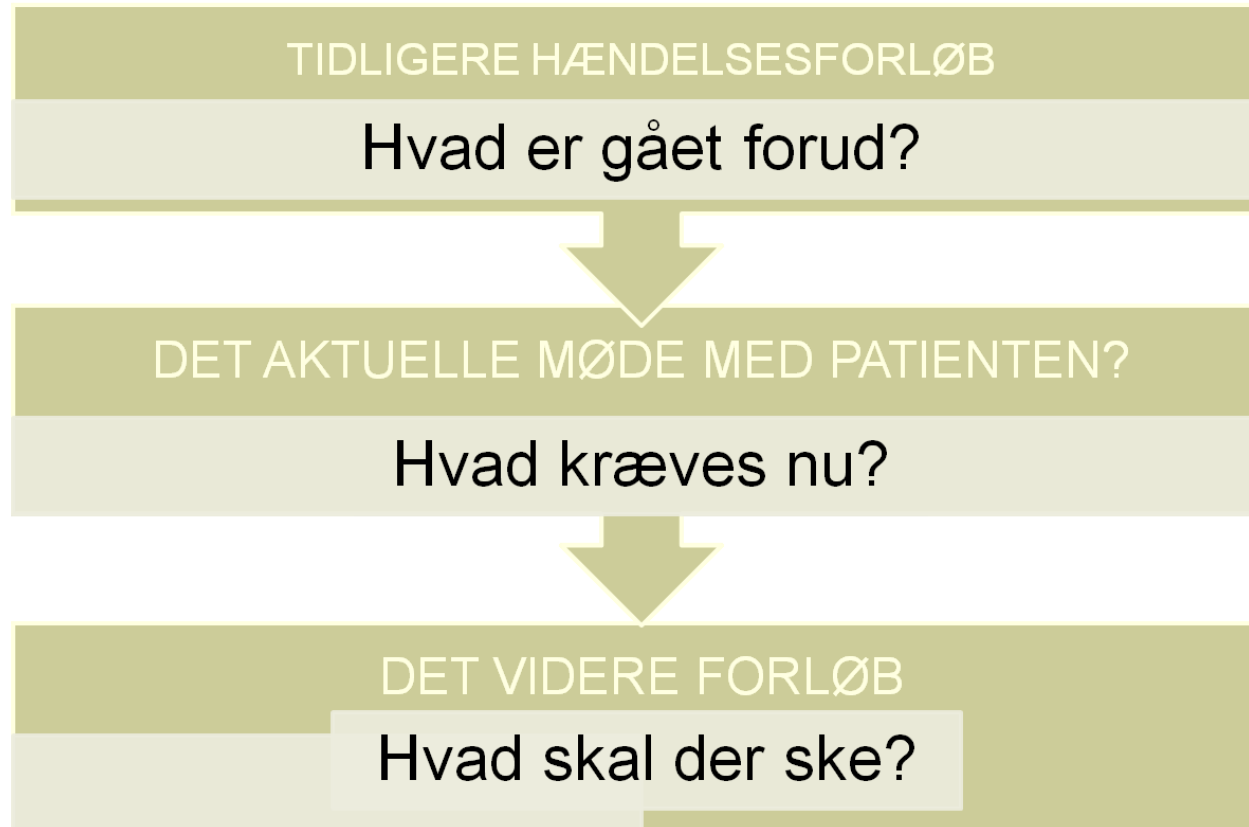 TIDLIGERE HÆNDELSESFORLØB
Hvad er gået forud?
DET AKTUELLE MØDE MED PATIENTEN?
Hvad kræves nu?
DET VIDERE FORLØB
Hvad skal der ske?